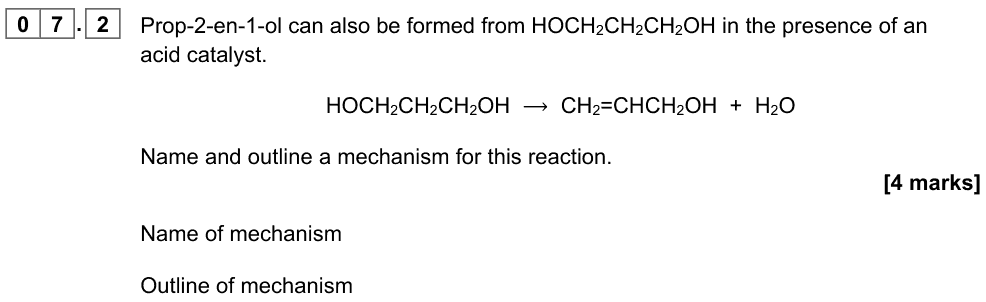 0 7 . 2 Prop-2-en-1-ol can also be formed from HOCH₂CH₂CH₂OH in the presence of an
acid catalyst.
HOCH₂CH₂CH₂OH ⟶ CH₂=CHCH₂OH + H₂O
Name and outline a mechanism for this reaction.
[4 marks]
Name of mechanism
Outline of mechanism